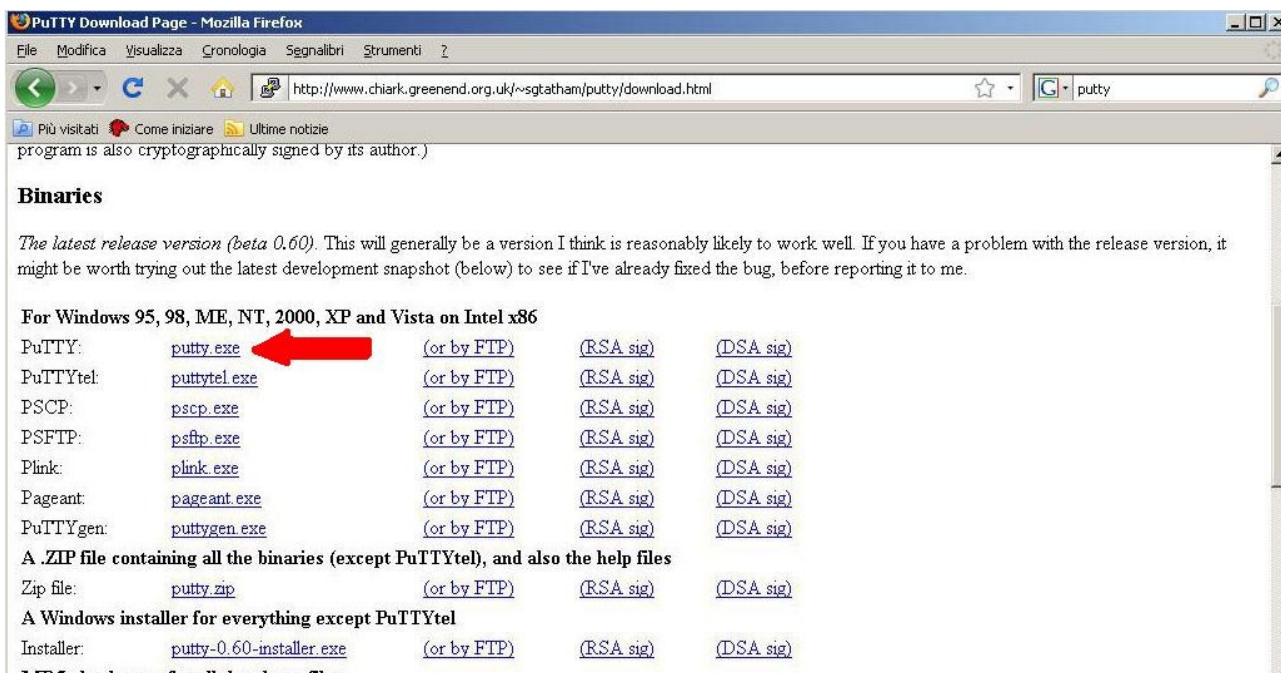 PuTTY Download Page - Mozilla Firefox
File Modifica Visualizza Cronologia Segnalibri Strumenti ?
http://www.chiark.greenend.org.uk/~sgtatham/putty/download.html
G putty
Più visitati Come iniziare Ultime notizie
program is also cryptographically signed by its author.)
Binaries
The latest release version (beta 0.60). This will generally be a version I think is reasonably likely to work well. If you have a problem with the release version, it
might be worth trying out the latest development snapshot (below) to see if I've already fixed the bug, before reporting it to me.
For Windows 95, 98, ME, NT, 2000, XP and Vista on Intel x86
PuTTY: putty.exe (or by FTP) (RSA sig) (DSA sig)
PuTTYtel: puttytel.exe (or by FTP) (RSA sig) (DSA sig)
PSCP: pscp.exe (or by FTP) (RSA sig) (DSA sig)
PSFTP: psftp.exe (or by FTP) (RSA sig) (DSA sig)
Plink: plink.exe (or by FTP) (RSA sig) (DSA sig)
Pageant: pageant.exe (or by FTP) (RSA sig) (DSA sig)
PuTTYgen: puttygen.exe (or by FTP) (RSA sig) (DSA sig)
A .ZIP file containing all the binaries (except PuTTYtel), and also the help files
Zip file: putty.zip (or by FTP) (RSA sig) (DSA sig)
A Windows installer for everything except PuTTYtel
Installer: putty-0.60-installer.exe (or by FTP) (RSA sig) (DSA sig)